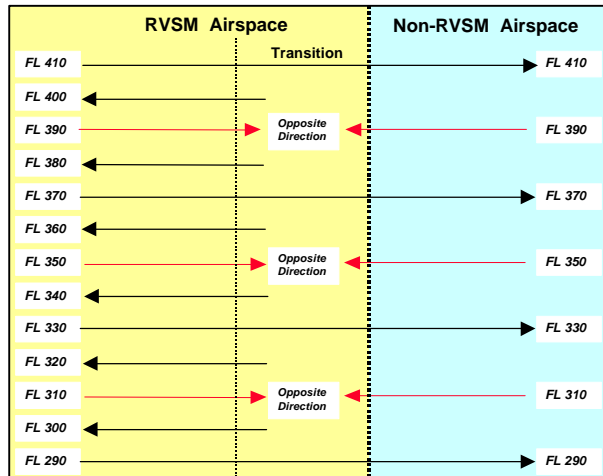 RVSM Airspace Non-RVSM Airspace
Transition
FL 410 FL 410
FL 400
FL 390 Opposite Direction FL 390
FL 380
FL 370 FL 370
FL 360
FL 350 Opposite Direction FL 350
FL 340
FL 330 FL 330
FL 320
FL 310 Opposite Direction FL 310
FL 300
FL 290 FL 290